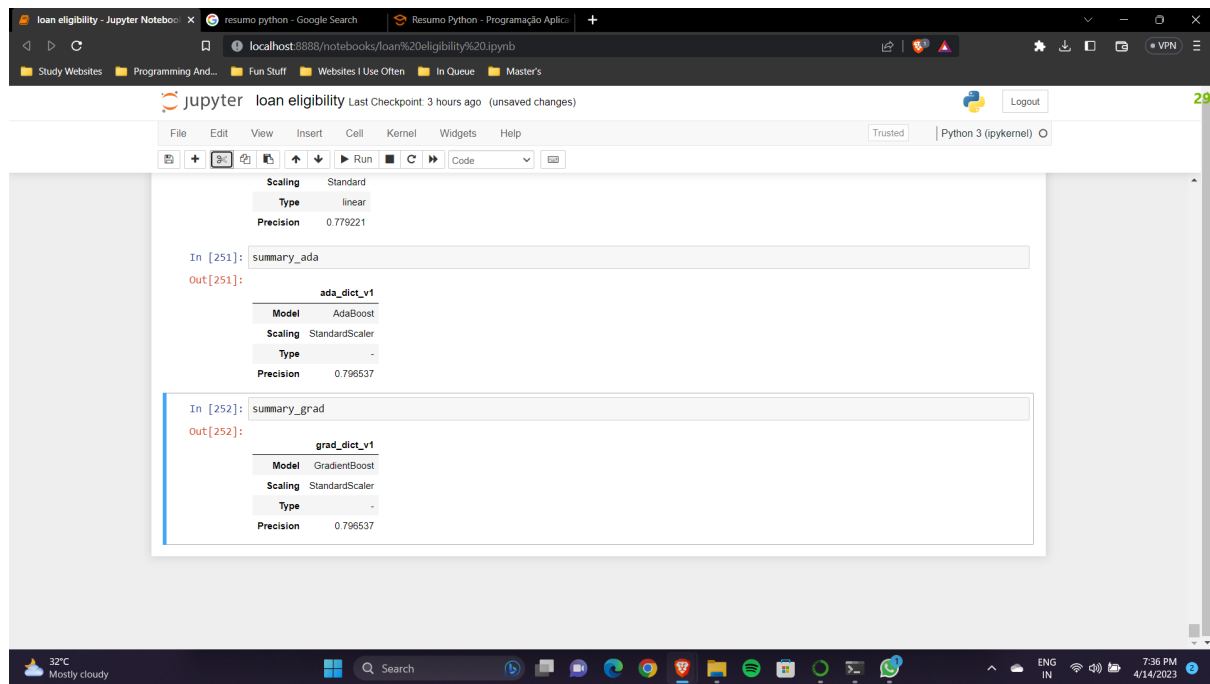 loan eligibility - Jupyter Noteboo
resumo python - Google Search
Resumo Python - Programação Aplica
localhost:8888/notebooks/loan%20eligibility%20.ipynb
VPN
Study Websites
Programming And...
Fun Stuff
Websites I Use Often
In Queue
Master's
jupyter loan eligibility Last Checkpoint: 3 hours ago (unsaved changes)
Logout
29
File Edit View Insert Cell Kernel Widgets Help
Trusted
Python 3 (ipykernel)
Run
Code
Scaling Standard
Type linear
Precision 0.779221
In [251]: summary_ada
Out[251]:
ada_dict_v1
Model AdaBoost
Scaling StandardScaler
Type -
Precision 0.796537
In [252]: summary_grad
Out[252]:
grad_dict_v1
Model GradientBoost
Scaling StandardScaler
Type -
Precision 0.796537
32°C
Mostly cloudy
Search
ENG
IN
7:36 PM
4/14/2023
2